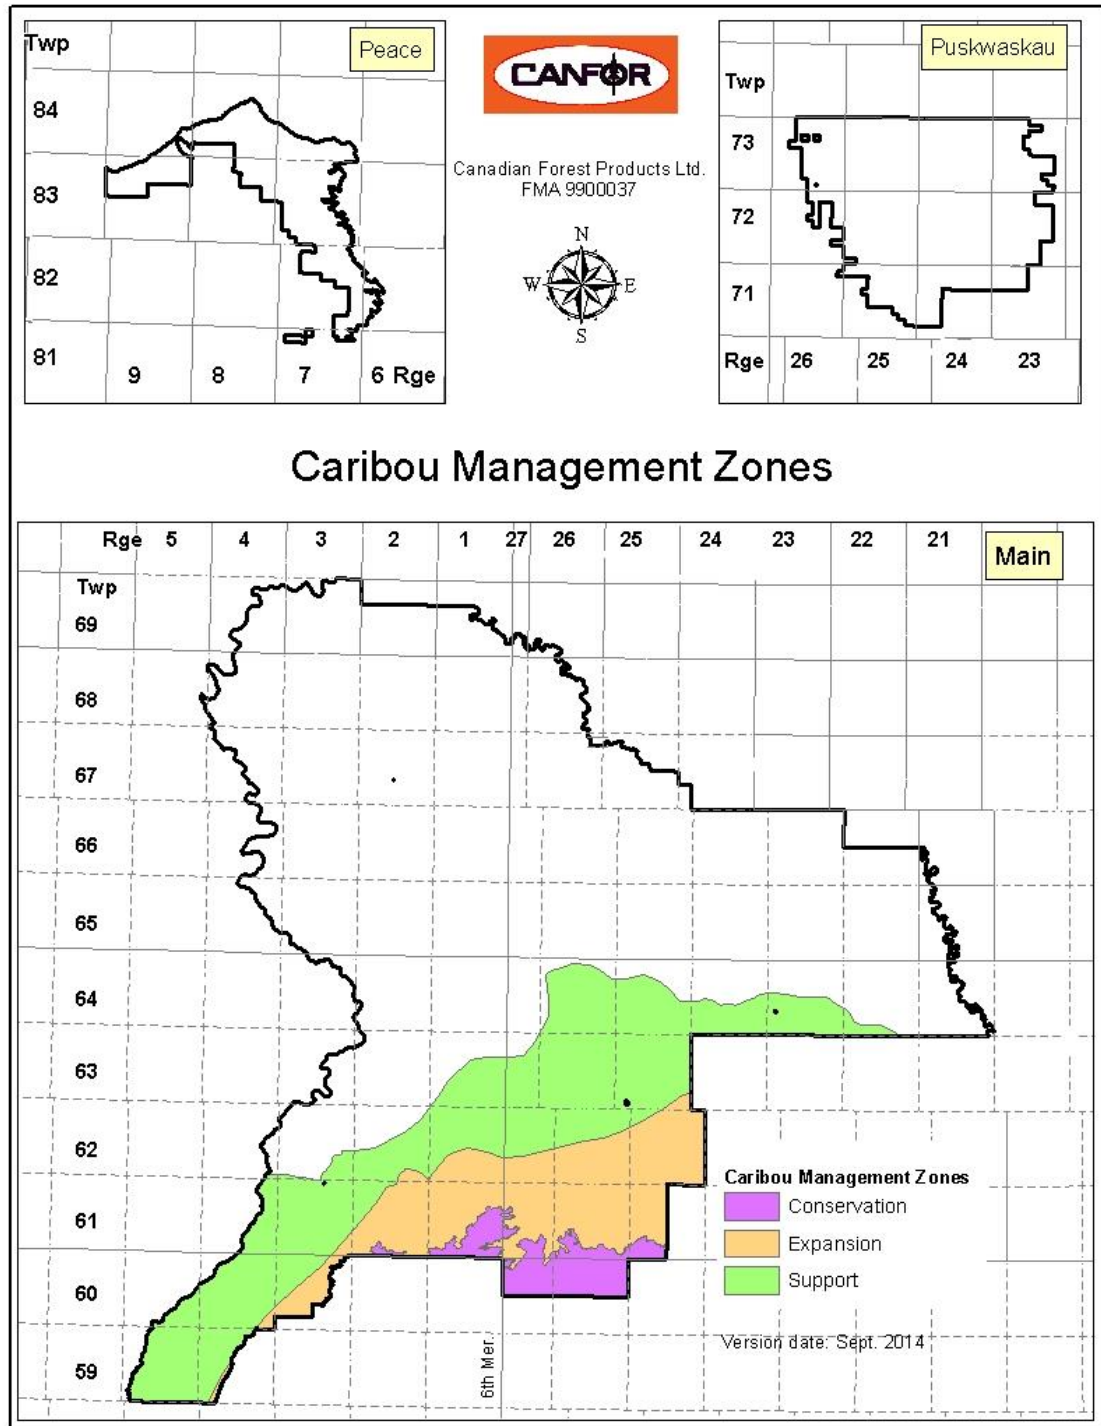 Twp
Peace
84
83
82
81
9 8 7 6 Rge
CANFOR
Canadian Forest Products Ltd.
FMA 9900037
N
W E
S
Puskwaskau
Twp
73
72
71
Rge 26 25 24 23
Caribou Management Zones
Rge 5 4 3 2 1 27 26 25 24 23 22 21
Main
Twp
69
68
67
66
65
64
63
62
61
60
59
6th Mer.
Caribou Management Zones
Conservation
Expansion
Support
Version date: Sept. 2014